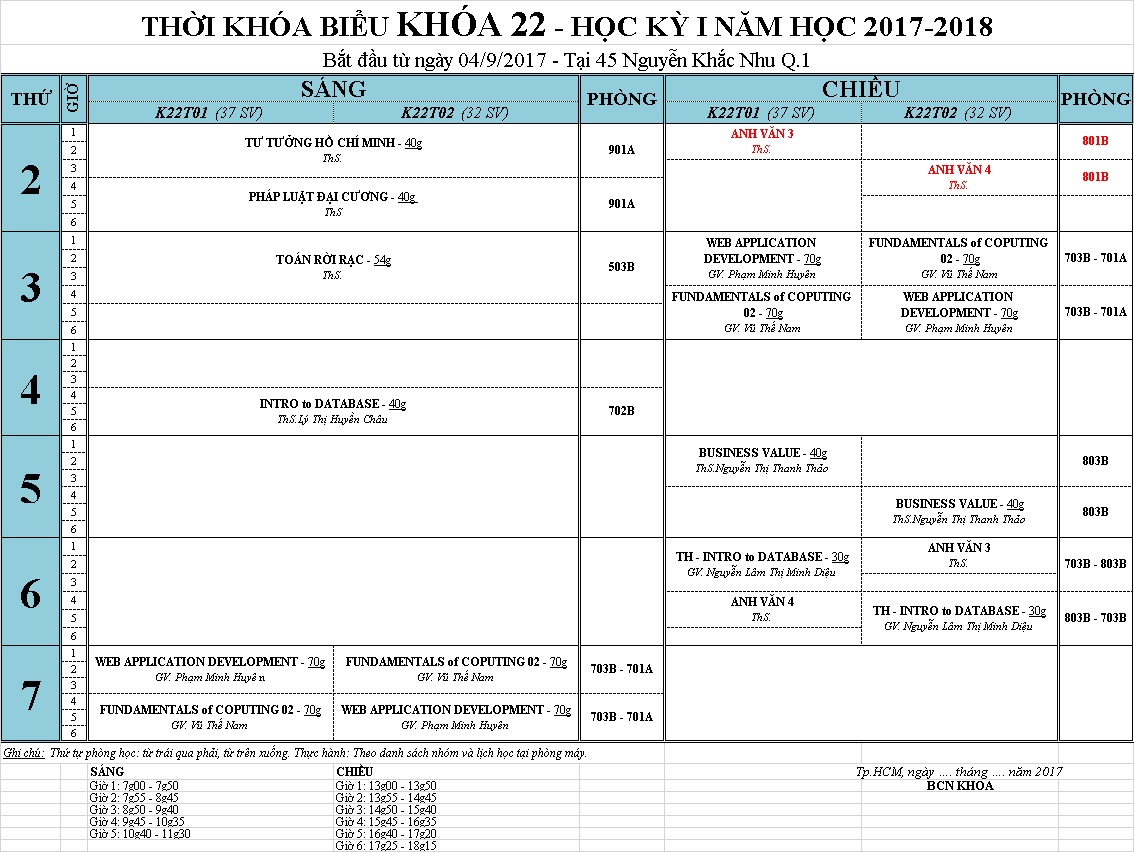 THỜI KHÓA BIỂU KHÓA 22 - HỌC KỲ I NĂM HỌC 2017-2018
Bắt đầu từ ngày 04/9/2017 - Tại 45 Nguyễn Khắc Nhu Q.1
THỨ GIỜ SÁNG PHÒNG CHIỀU PHÒNG
K22T01 (37 SV) K22T02 (32 SV) K22T01 (37 SV) K22T02 (32 SV)
2
1
2
3
4
5
6
TƯ TƯỞNG HỒ CHÍ MINH - 40g
ThS.
901A
PHÁP LUẬT ĐẠI CƯƠNG - 40g
ThS
901A
ANH VĂN 3
ThS.
801B
ANH VĂN 4
ThS.
801B
3
1
2
3
4
5
6
TOÁN RỜI RẠC - 54g
ThS.
503B
WEB APPLICATION
DEVELOPMENT - 70g
GV. Phạm Minh Huyên
FUNDAMENTALS of COPUTING
02 - 70g
GV. Vũ Thế Nam
703B - 701A
FUNDAMENTALS of COPUTING
02 - 70g
GV. Vũ Thế Nam
WEB APPLICATION
DEVELOPMENT - 70g
GV. Phạm Minh Huyên
703B - 701A
4
1
2
3
4
5
6
INTRO to DATABASE - 40g
ThS.Lý Thị Huyền Châu
702B
5
1
2
3
4
5
6
BUSINESS VALUE - 40g
ThS.Nguyễn Thị Thanh Thảo
803B
BUSINESS VALUE - 40g
ThS.Nguyễn Thị Thanh Thảo
803B
6
1
2
3
4
5
6
TH - INTRO to DATABASE - 30g
GV. Nguyễn Lâm Thị Minh Diệu
ANH VĂN 3
ThS.
703B - 803B
ANH VĂN 4
ThS.
TH - INTRO to DATABASE - 30g
GV. Nguyễn Lâm Thị Minh Diệu
803B - 703B
7
1
2
3
4
5
6
WEB APPLICATION DEVELOPMENT - 70g
GV. Phạm Minh Huyên
FUNDAMENTALS of COPUTING 02 - 70g
GV. Vũ Thế Nam
703B - 701A
FUNDAMENTALS of COPUTING 02 - 70g
GV. Vũ Thế Nam
WEB APPLICATION DEVELOPMENT - 70g
GV. Phạm Minh Huyên
703B - 701A
Ghi chú: Thứ tự phòng học: từ trái qua phải, từ trên xuống. Thực hành: Theo danh sách nhóm và lịch học tại phòng máy.
SÁNG
Giờ 1: 7g00 - 7g50
Giờ 2: 7g55 - 8g45
Giờ 3: 8g50 - 9g40
Giờ 4: 9g45 - 10g35
Giờ 5: 10g40 - 11g30
CHIỀU
Giờ 1: 13g00 - 13g50
Giờ 2: 13g55 - 14g45
Giờ 3: 14g50 - 15g40
Giờ 4: 15g45 - 16g35
Giờ 5: 16g40 - 17g20
Giờ 6: 17g25 - 18g15
Tp.HCM, ngày .... tháng .... năm 2017
BCN KHOA